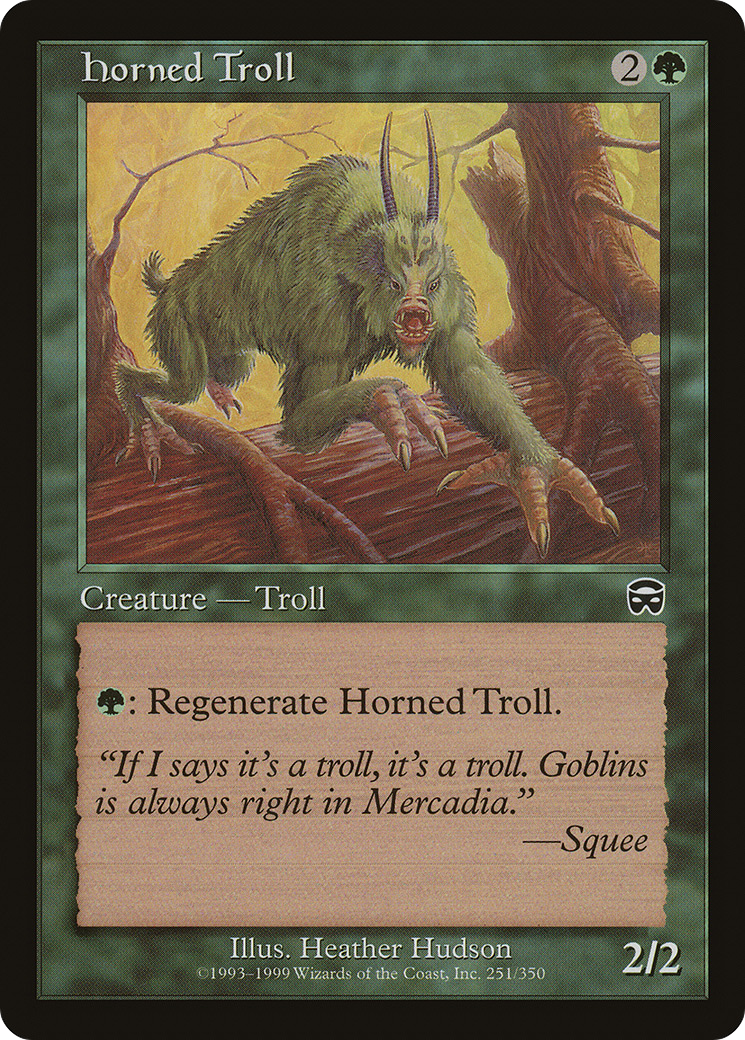 Horned Troll
2
Creature — Troll
: Regenerate Horned Troll.
“If I says it’s a troll, it’s a troll. Goblins
is always right in Mercadia.”
—Squee
Illus. Heather Hudson
2/2
©1993–1999 Wizards of the Coast, Inc. 251/350